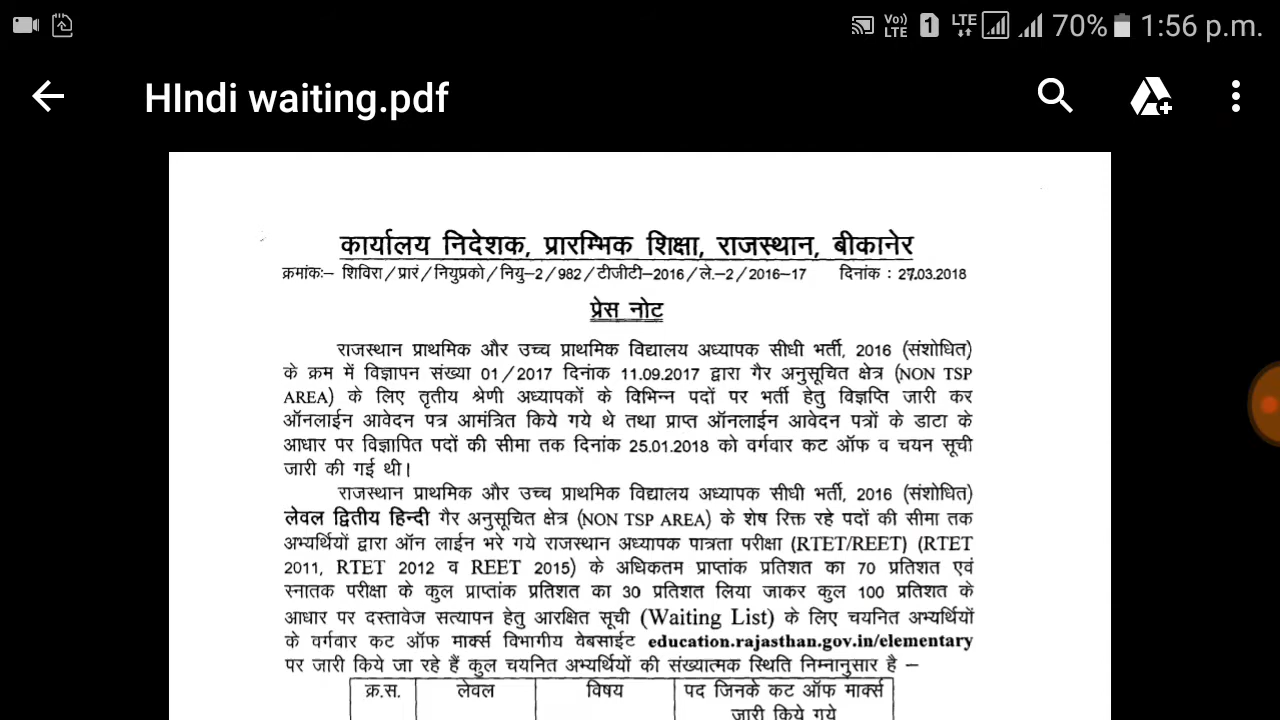 Vo) LTE 1 LTE 70% 1:56 p.m.
HIndi waiting.pdf
कार्यालय निदेशक, प्रारम्भिक शिक्षा, राजस्थान, बीकानेर
क्रमांकः– शिविरा/प्रारं/नियुप्रको/नियु–2/982/टीजीटी–2016/ले.–2/2016–17 दिनांक : 27.03.2018
प्रेस नोट
राजस्थान प्राथमिक और उच्च प्राथमिक विद्यालय अध्यापक सीधी भर्ती, 2016 (संशोधित)
के क्रम में विज्ञापन संख्या 01/2017 दिनांक 11.09.2017 द्वारा गैर अनुसूचित क्षेत्र (NON TSP
AREA) के लिए तृतीय श्रेणी अध्यापकों के विभिन्न पदों पर भर्ती हेतु विज्ञप्ति जारी कर
ऑनलाईन आवेदन पत्र आमंत्रित किये गये थे तथा प्राप्त ऑनलाईन आवेदन पत्रों के डाटा के
आधार पर विज्ञापित पदों की सीमा तक दिनांक 25.01.2018 को वर्गवार कट ऑफ व चयन सूची
जारी की गई थी।
राजस्थान प्राथमिक और उच्च प्राथमिक विद्यालय अध्यापक सीधी भर्ती, 2016 (संशोधित)
लेवल द्वितीय हिन्दी गैर अनुसूचित क्षेत्र (NON TSP AREA) के शेष रिक्त रहे पदों की सीमा तक
अभ्यर्थियों द्वारा ऑन लाईन भरे गये राजस्थान अध्यापक पात्रता परीक्षा (RTET/REET) (RTET
2011, RTET 2012 व REET 2015) के अधिकतम प्राप्तांक प्रतिशत का 70 प्रतिशत एवं
स्नातक परीक्षा के कुल प्राप्तांक प्रतिशत का 30 प्रतिशत लिया जाकर कुल 100 प्रतिशत के
आधार पर दस्तावेज सत्यापन हेतु आरक्षित सूची (Waiting List) के लिए चयनित अभ्यर्थियों
के वर्गवार कट ऑफ मार्क्स विभागीय वेबसाईट education.rajasthan.gov.in/elementary
पर जारी किये जा रहे हैं कुल चयनित अभ्यर्थियों की संख्यात्मक स्थिति निम्नानुसार है –
क्र.स. लेवल विषय पद जिनके कट ऑफ मार्क्स
जारी किये गये